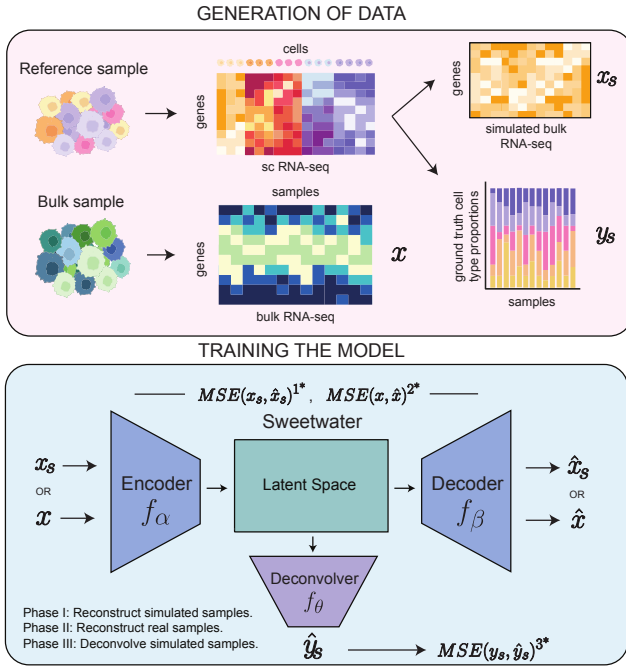 GENERATION OF DATA
Reference sample
cells
genes
sc RNA-seq
genes
simulated bulk
RNA-seq
x_s
Bulk sample
samples
genes
bulk RNA-seq
x
ground truth cell
type proportions
samples
y_s
TRAINING THE MODEL
MSE(x_s, x̂_s)^1* , MSE(x, x̂)^2*
Sweetwater
x_s
OR
x
Encoder
f_α
Latent Space
Decoder
f_β
x̂_s
OR
x̂
Deconvolver
f_θ
Phase I: Reconstruct simulated samples.
Phase II: Reconstruct real samples.
Phase III: Deconvolve simulated samples.
ŷ_s
MSE(y_s, ŷ_s)^3*